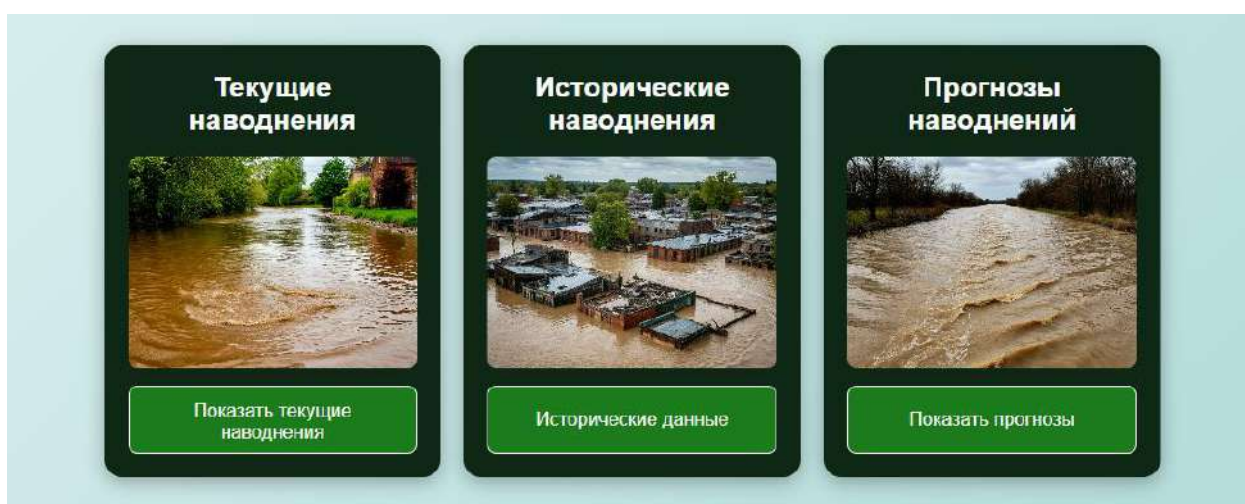 Текущие
наводнения
Показать текущие
наводнения
Исторические
наводнения
Исторические данные
Прогнозы
наводнений
Показать прогнозы